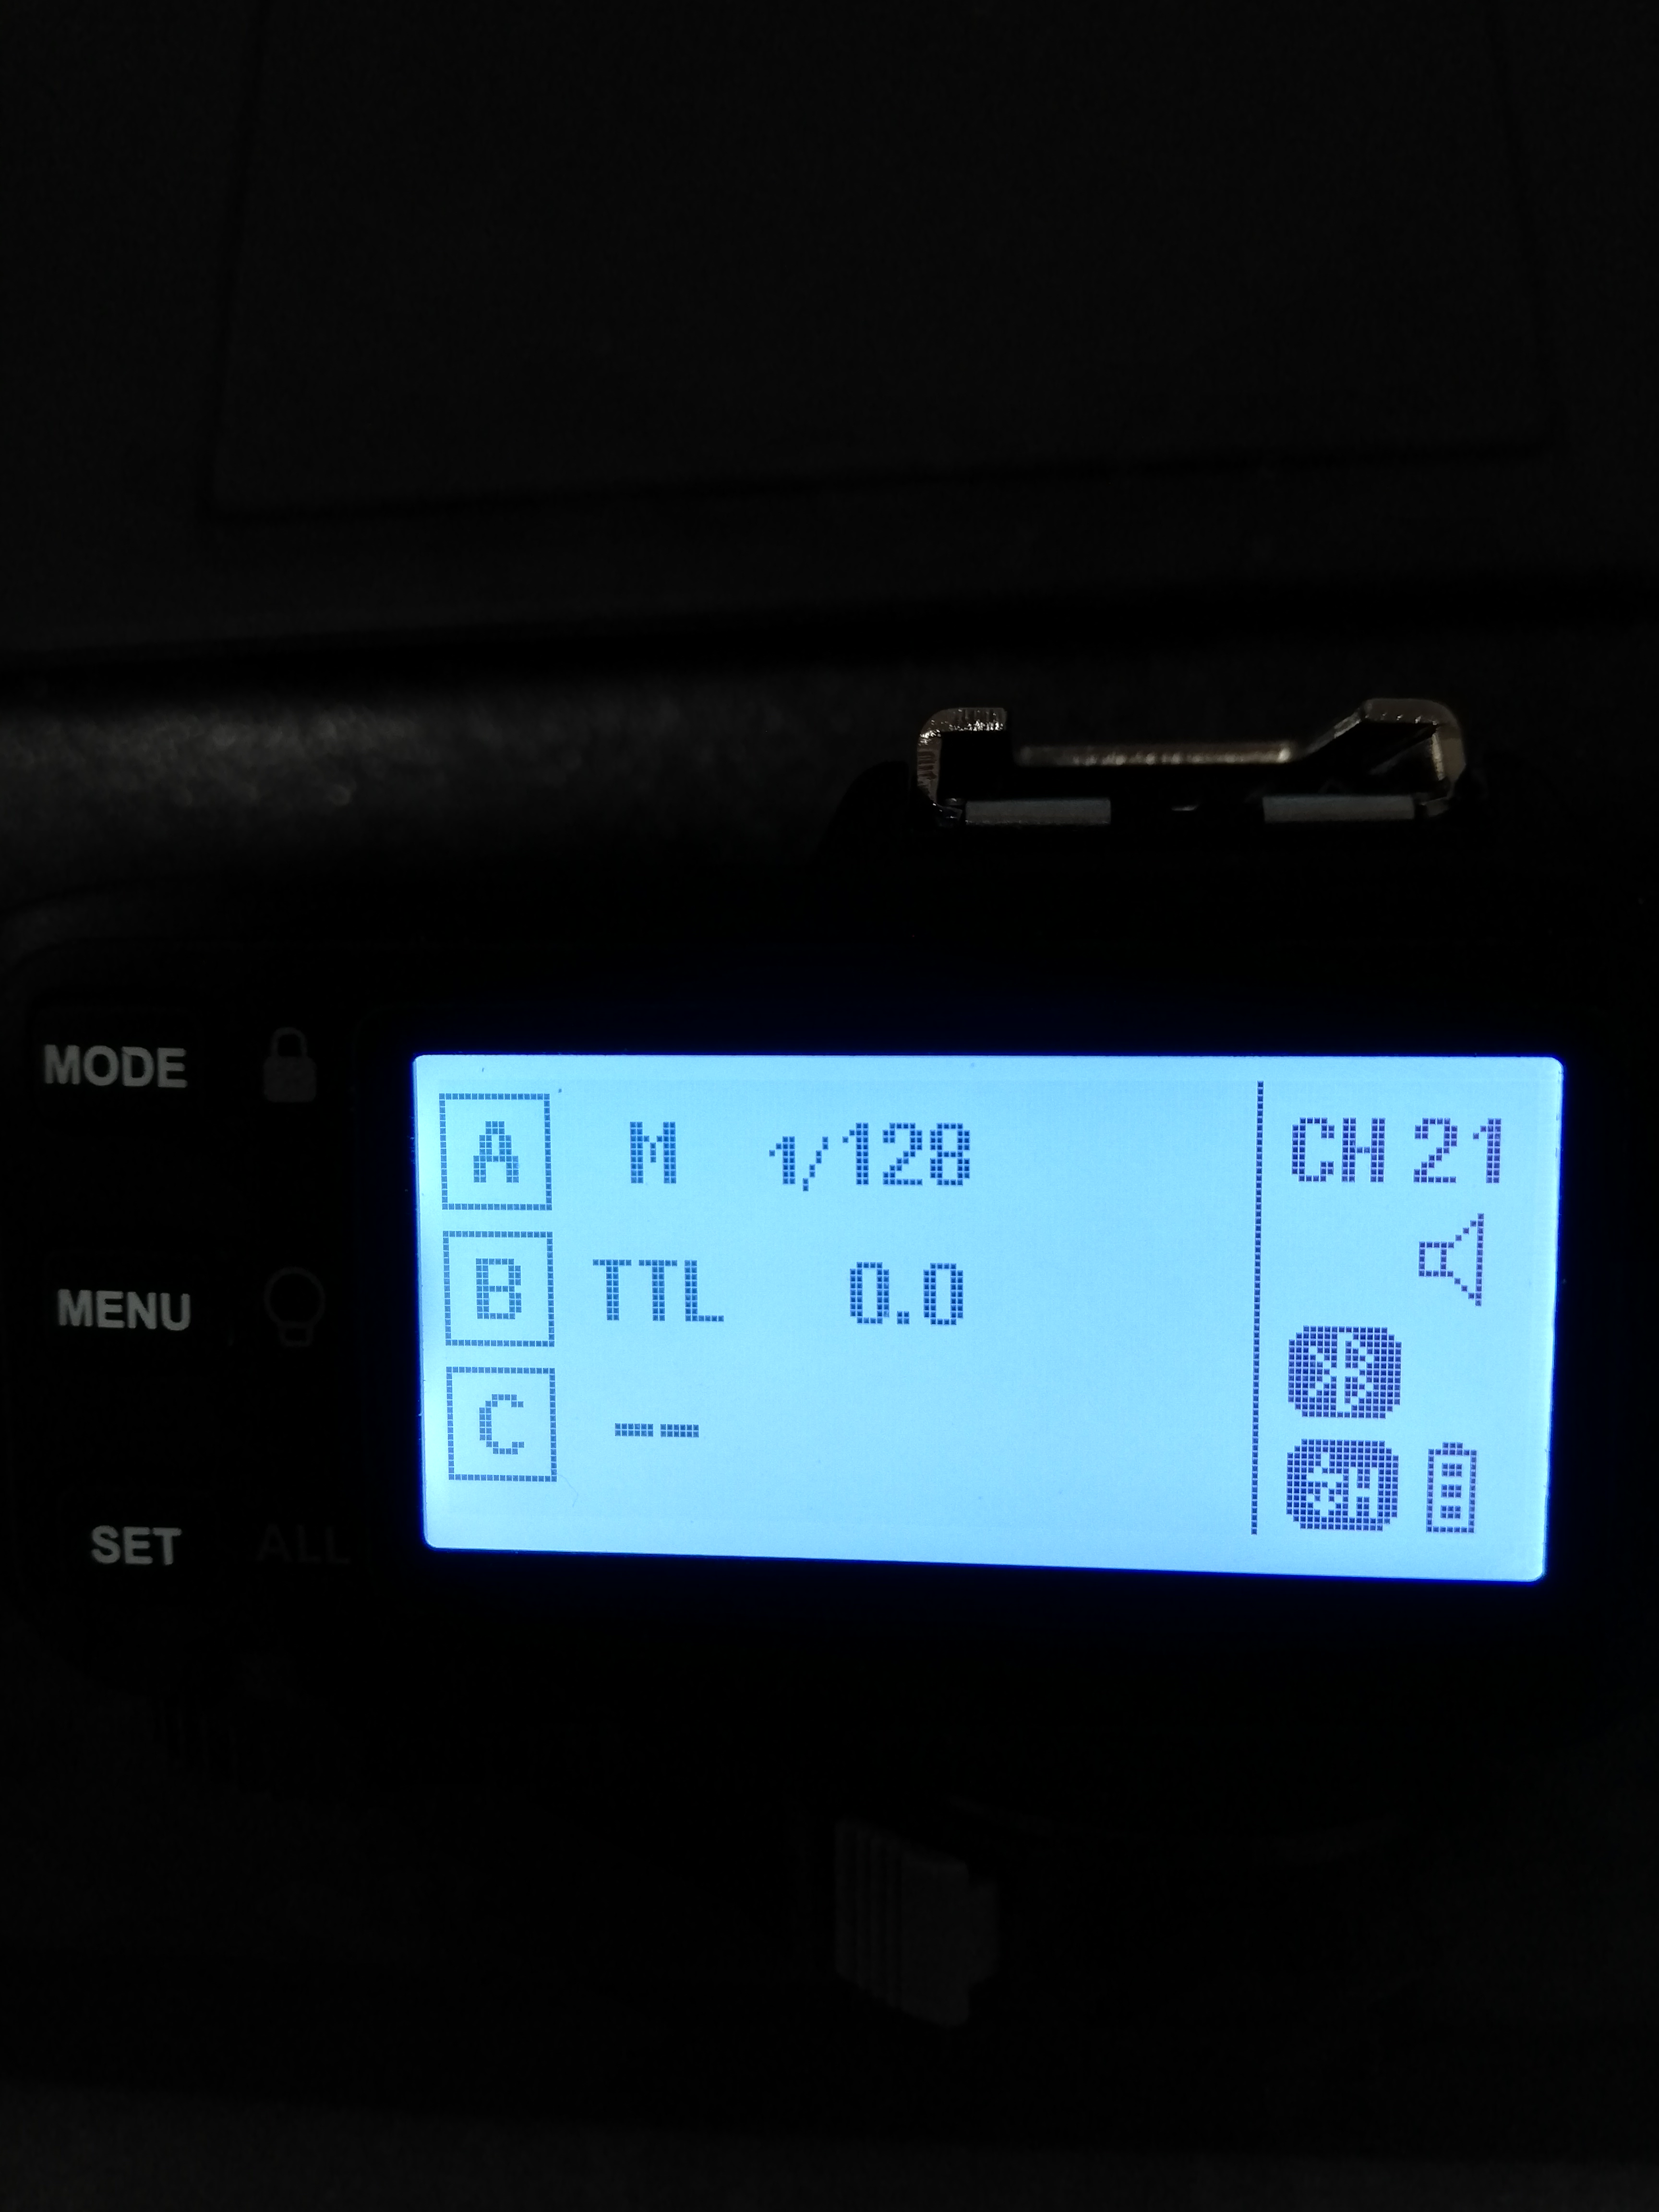 MODE
MENU
SET ALL
A M 1/128
B TTL 0.0
C --
CH 21